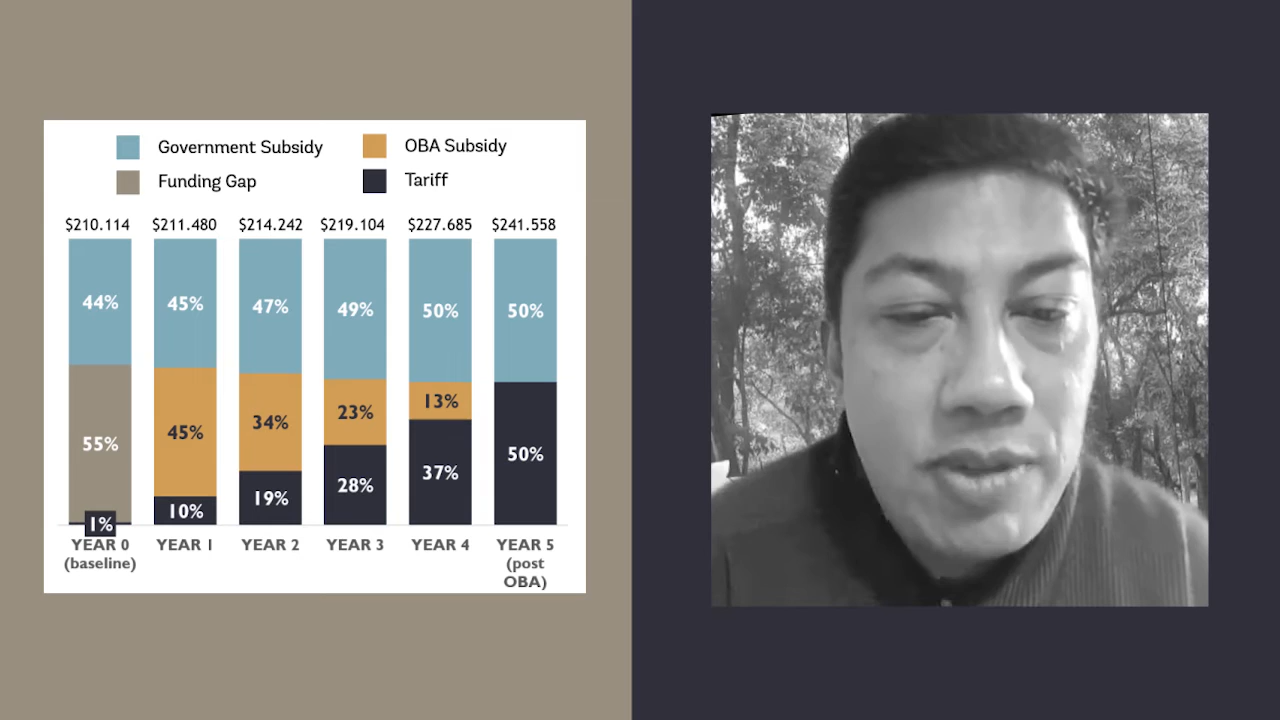 Government Subsidy OBA Subsidy
Funding Gap Tariff
$210.114 $211.480 $214.242 $219.104 $227.685 $241.558
44% 45% 47% 49% 50% 50%
55% 45% 34% 23% 13% 50%
1% 10% 19% 28% 37%
YEAR 0 YEAR 1 YEAR 2 YEAR 3 YEAR 4 YEAR 5
(baseline) (post
OBA)